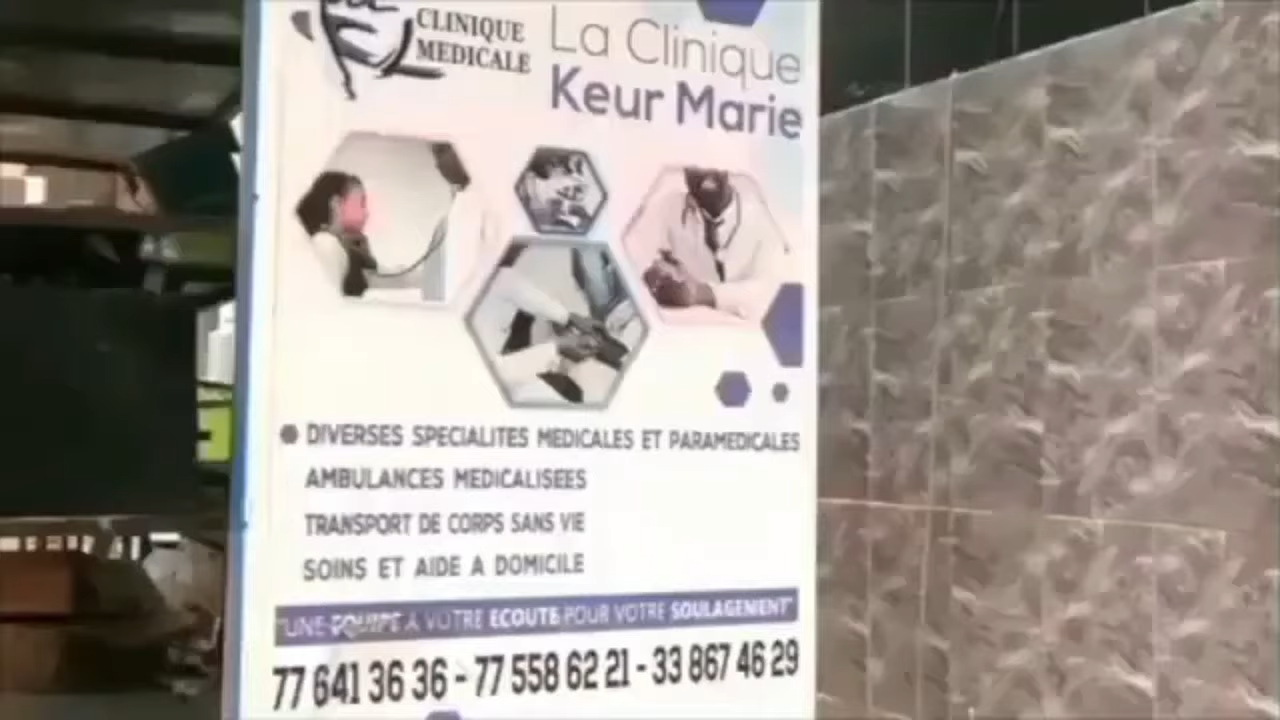 CLINIQUE
MEDICALE
La Clinique
Keur Marie
DIVERSES SPECIALITES MEDICALES ET PARAMEDICALES
AMBULANCES MEDICALISEES
TRANSPORT DE CORPS SANS VIE
SOINS ET AIDE A DOMICILE
"UNE EQUIPE A VOTRE ECOUTE POUR VOTRE SOULAGEMENT"
77 641 36 36 - 77 558 62 21 - 33 867 46 29